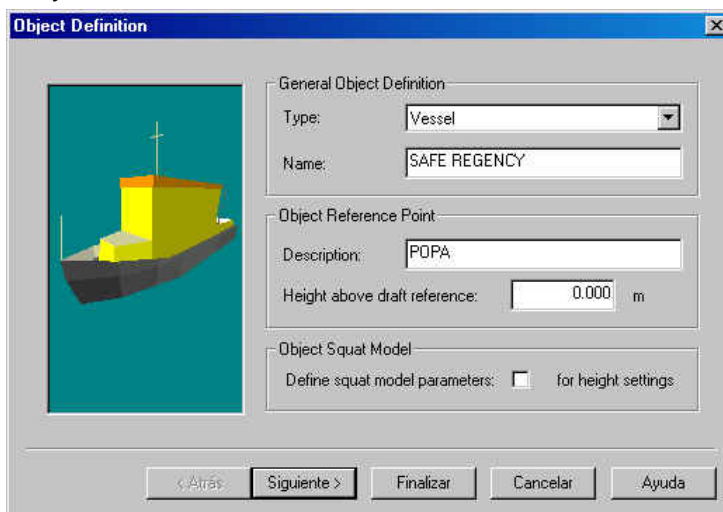 Object Definition
General Object Definition
Type: Vessel
Name: SAFE REGENCY
Object Reference Point
Description: POPA
Height above draft reference: 0.000 m
Object Squat Model
Define squat model parameters: for height settings
< Atrás Siguiente > Finalizar Cancelar Ayuda